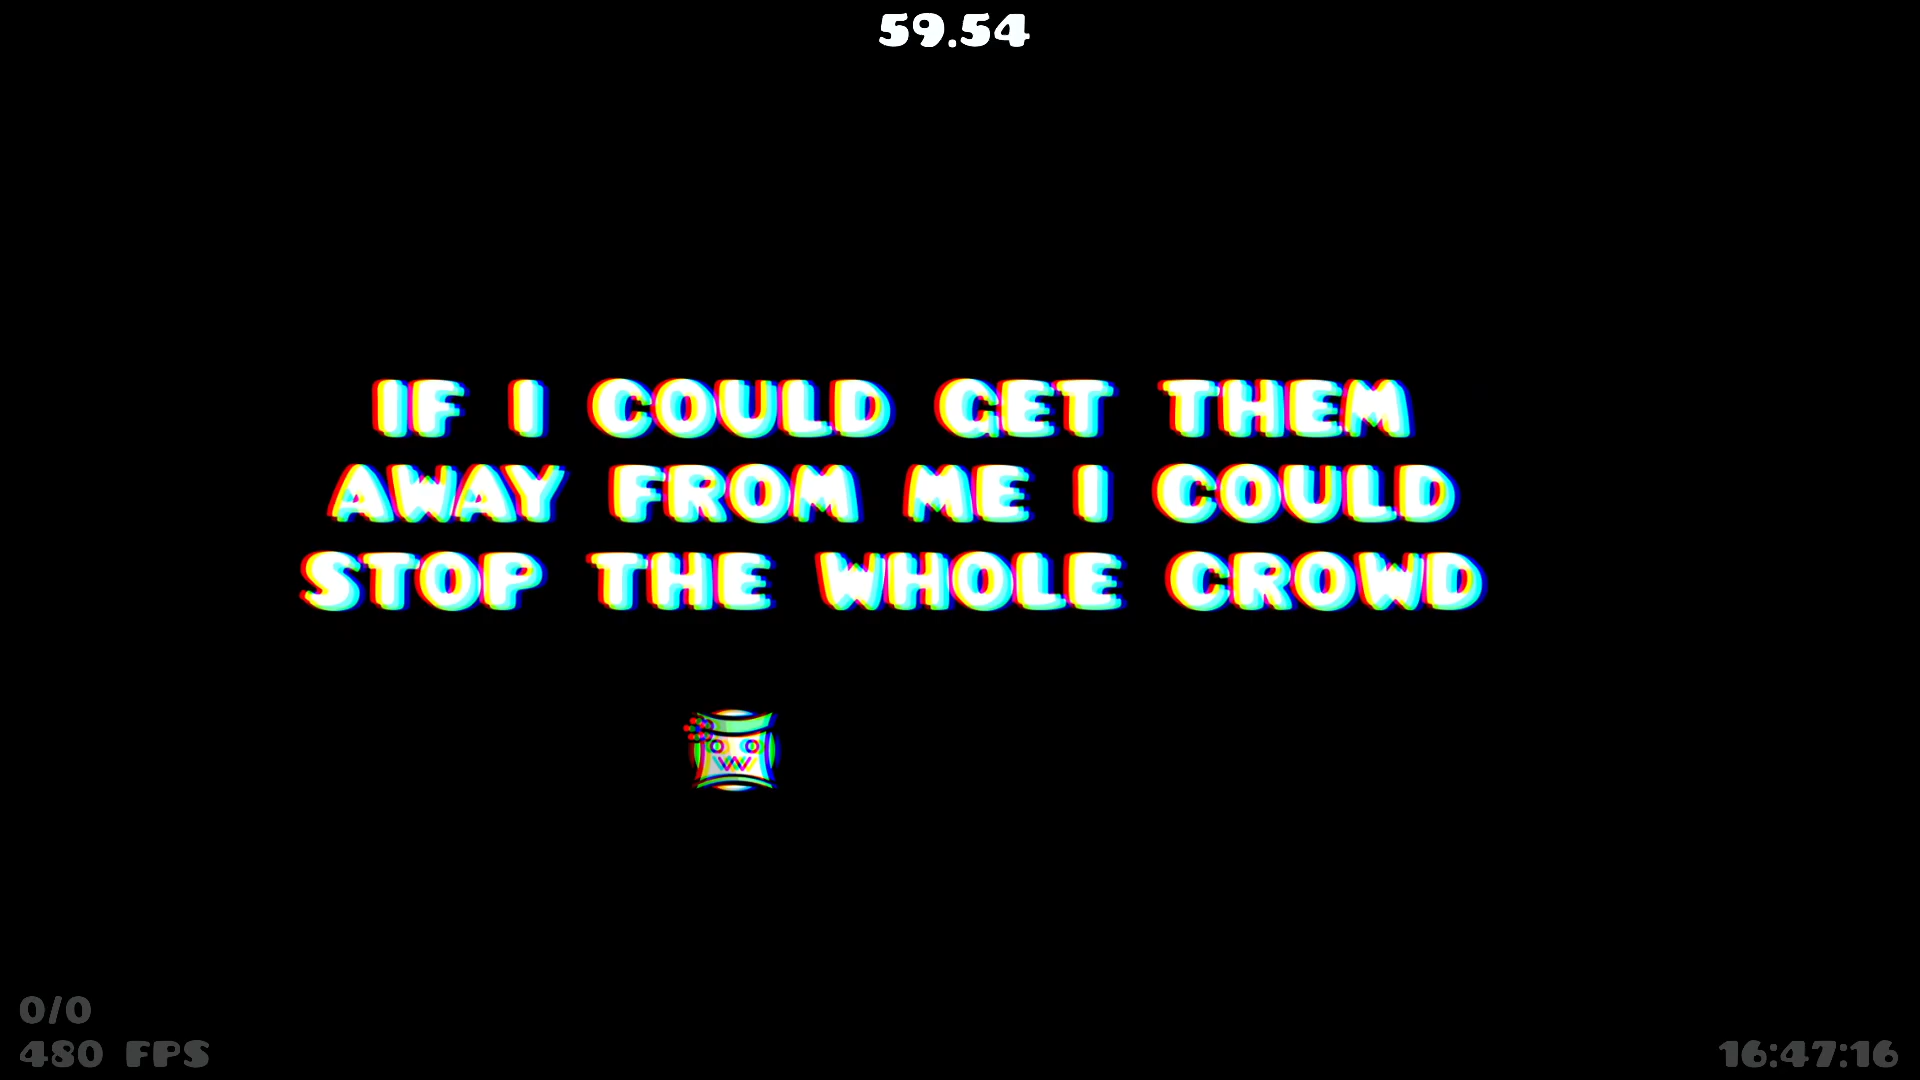 59.54
IF I COULD GET THEM
AWAY FROM ME I COULD
STOP THE WHOLE CROWD
0/0
480 FPS
16:47:16